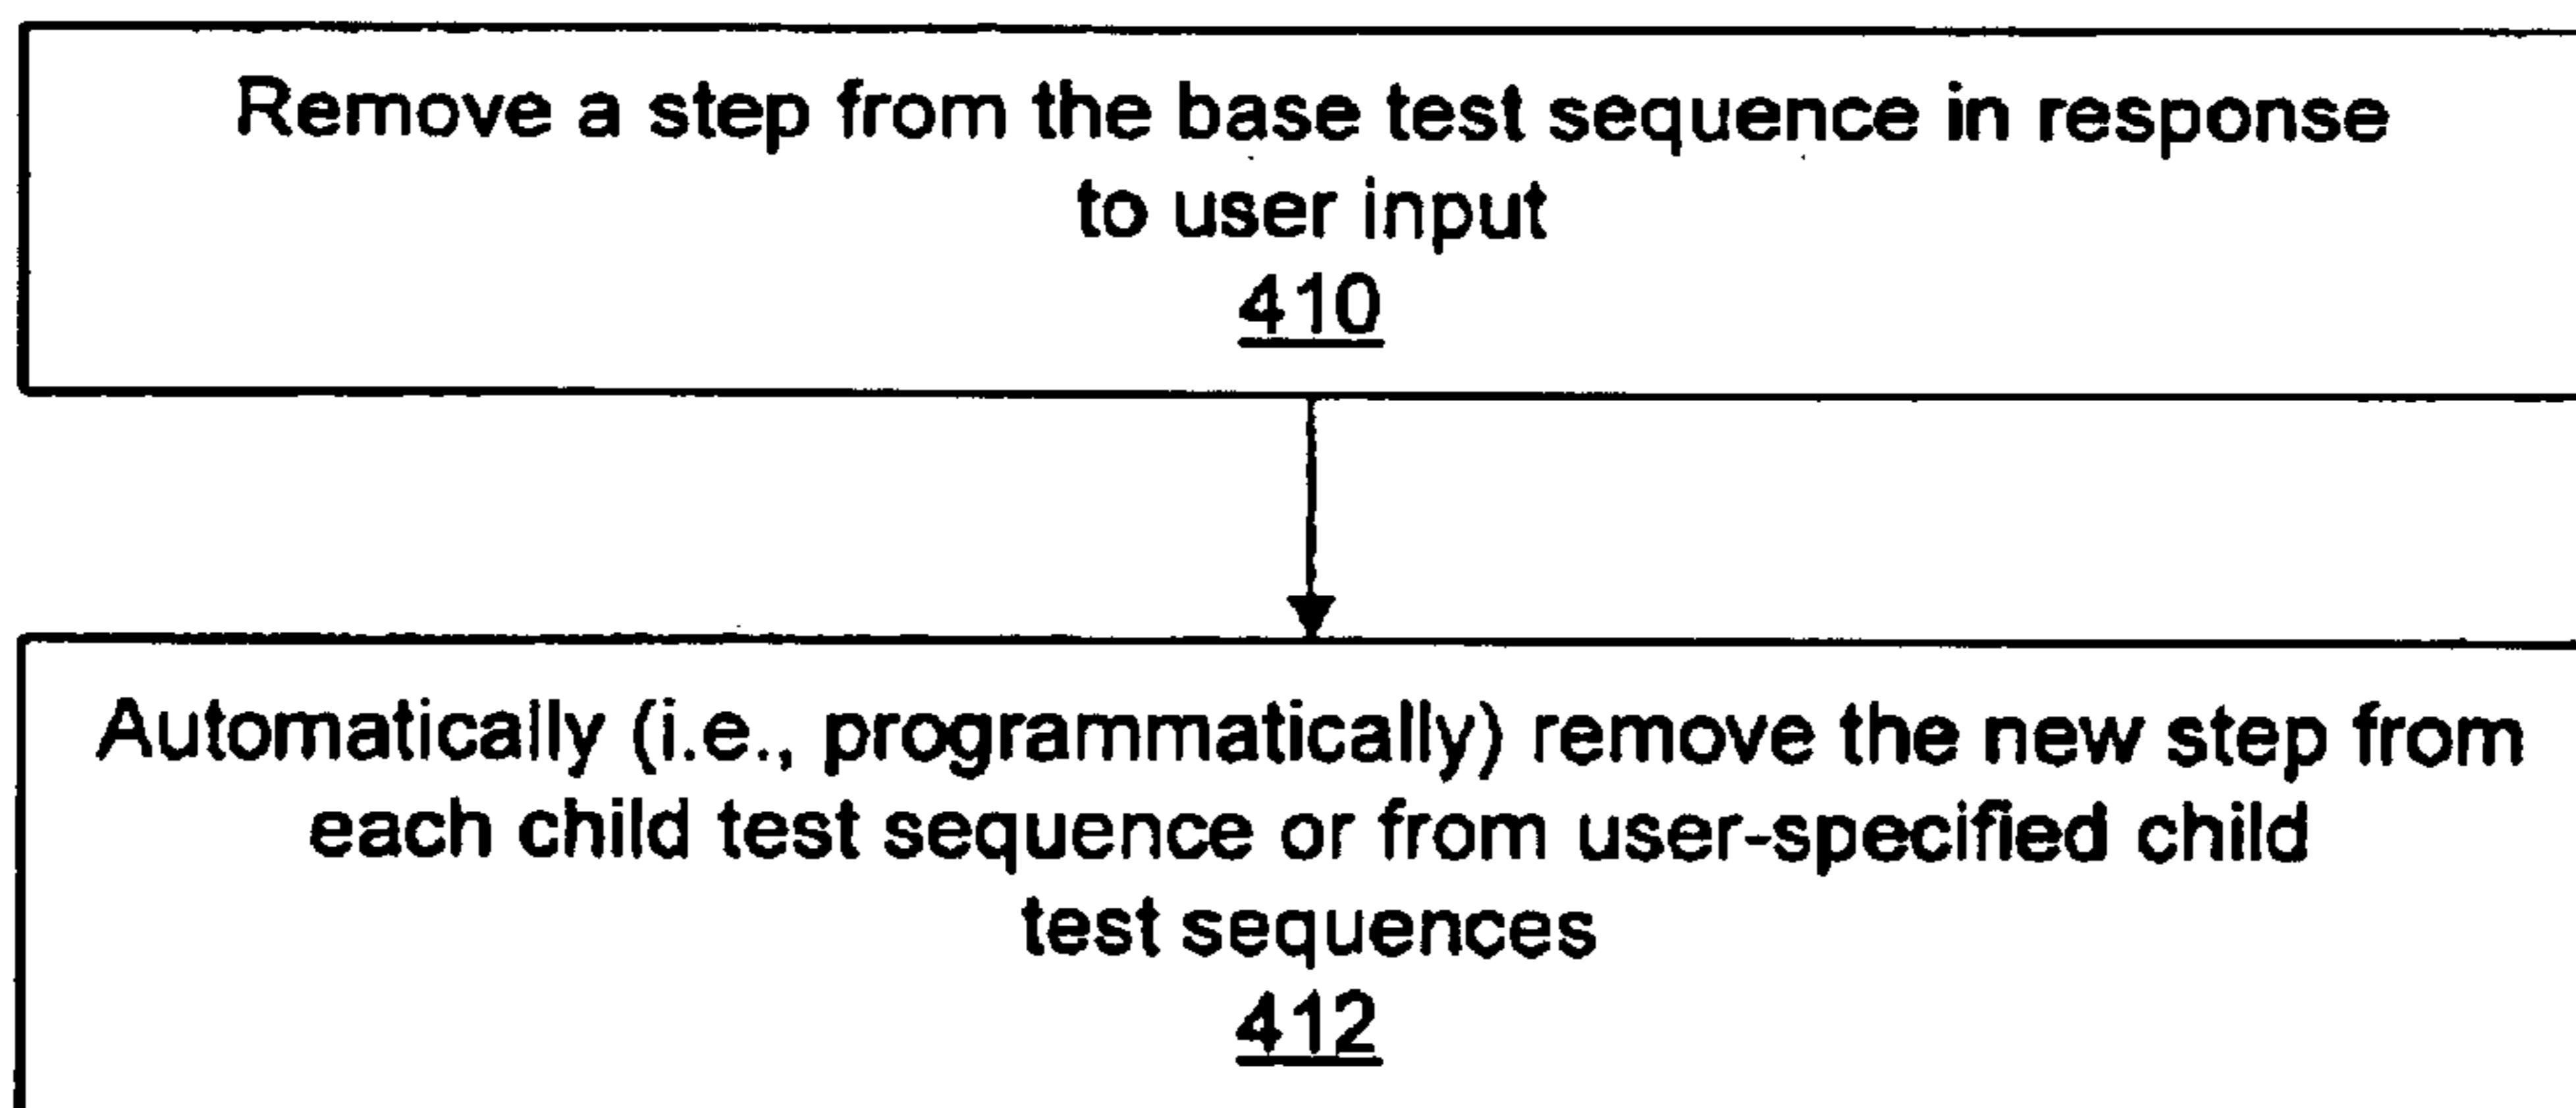 Remove a step from the base test sequence in response
to user input
410
Automatically (i.e., programmatically) remove the new step from
each child test sequence or from user-specified child
test sequences
412